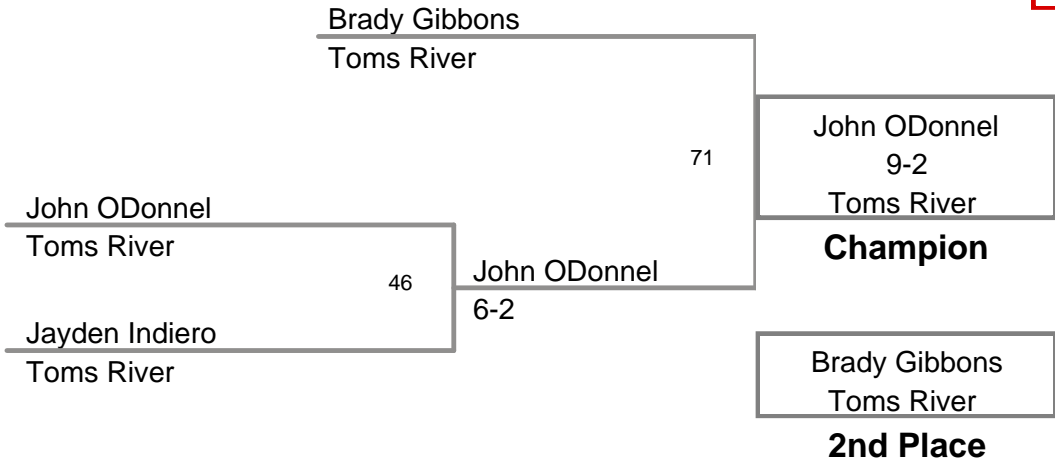 Brady Gibbons
Toms River
71
John ODonnel
9-2
Toms River
Champion
John ODonnel
Toms River
46
John ODonnel
6-2
Jayden Indiero
Toms River
Brady Gibbons
Toms River
2nd Place